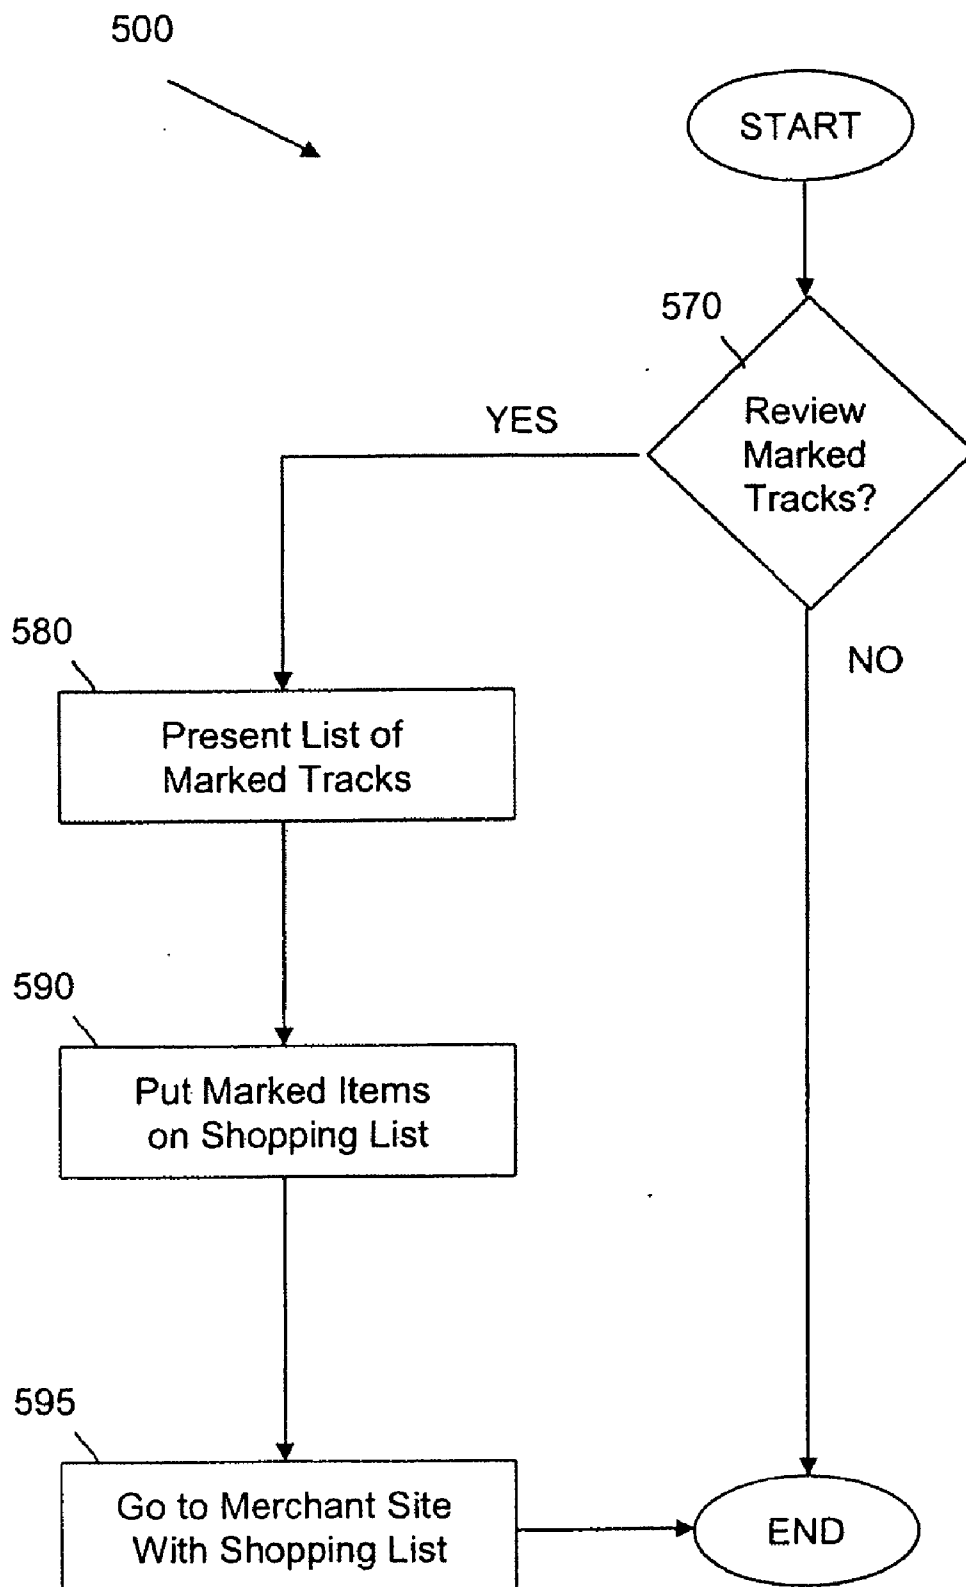 500
START
570
Review
Marked
Tracks?
YES
NO
580
Present List of
Marked Tracks
590
Put Marked Items
on Shopping List
595
Go to Merchant Site
With Shopping List
END